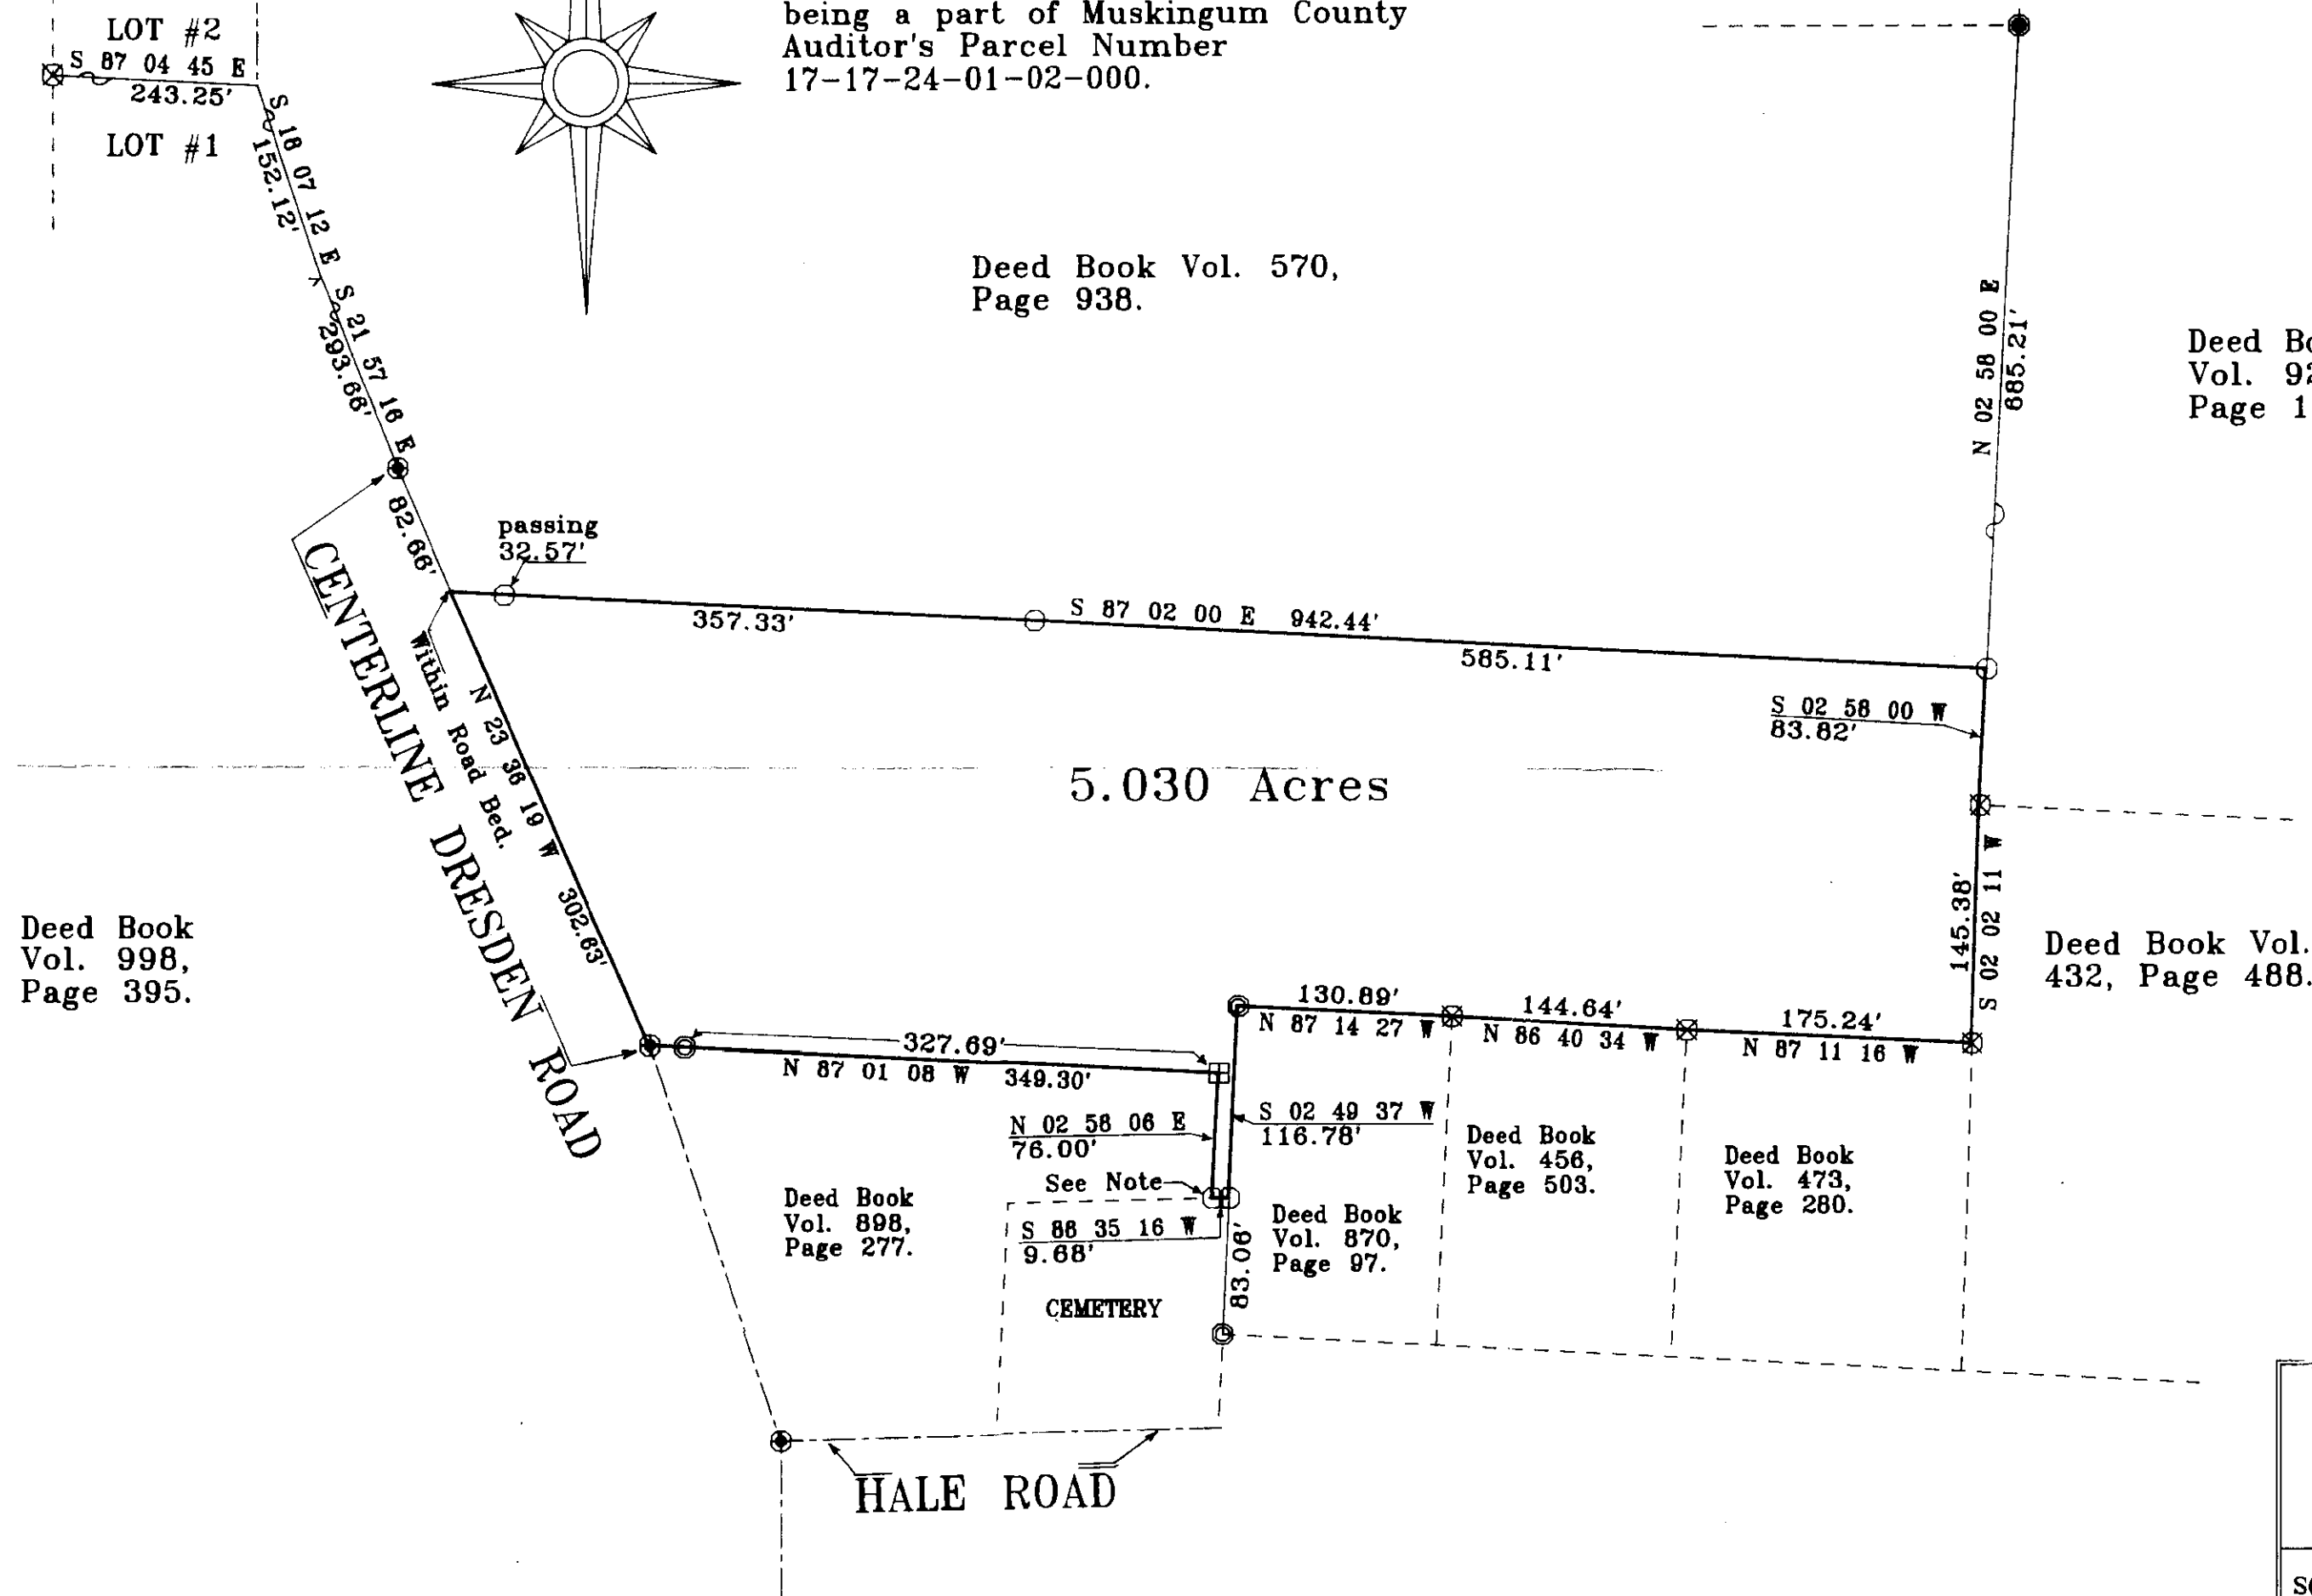 being a part of Muskingum County
Auditor's Parcel Number
17-17-24-01-02-000.
LOT #2
S 87 04 45 E
243.25'
LOT #1
S 18 07 12 E
152.12'
S 21 57 16 E
293.66'
Deed Book Vol. 570,
Page 938.
N 02 58 00 E
685.21'
Deed
Vol.
Page
82.66'
passing
32.57'
357.33'
S 87 02 00 E 942.44'
585.11'
S 02 58 00 W
83.82'
CENTERLINE DRESDEN ROAD
Within Road Bed.
N 23 36 19 W 302.63'
5.030 Acres
145.38'
S 02 02 11 W
Deed Book
Vol. 998,
Page 395.
Deed Book Vol.
432, Page 488.
130.89'
N 87 14 27 W
144.64'
N 86 40 34 W
175.24'
N 87 11 16 W
327.69'
N 87 01 08 W 349.30'
N 02 58 06 E
76.00'
S 02 49 37 W
116.78'
See Note
S 86 35 16 W
9.68'
83.06'
Deed Book
Vol. 898,
Page 277.
Deed Book
Vol. 870,
Page 97.
Deed Book
Vol. 456,
Page 503.
Deed Book
Vol. 473,
Page 280.
CEMETERY
HALE ROAD